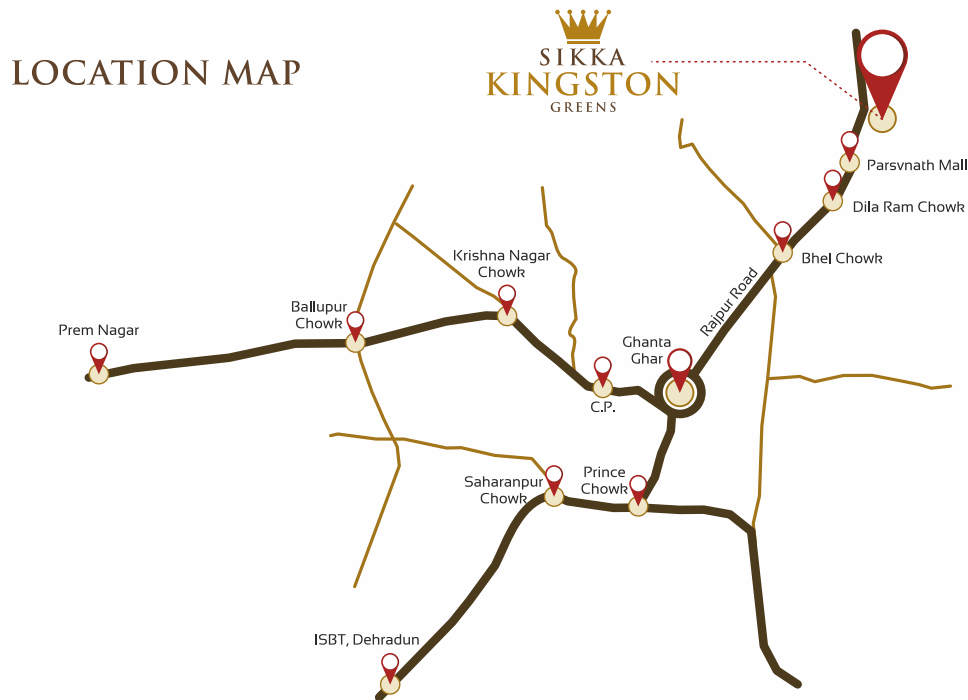 LOCATION MAP
SIKKA
KINGSTON
GREENS
Parsvnath Mall
Dila Ram Chowk
Bhel Chowk
Rajpur Road
Krishna Nagar
Chowk
Ballupur
Chowk
Prem Nagar
Ghanta
Ghar
C.P.
Saharanpur
Chowk
Prince
Chowk
ISBT, Dehradun